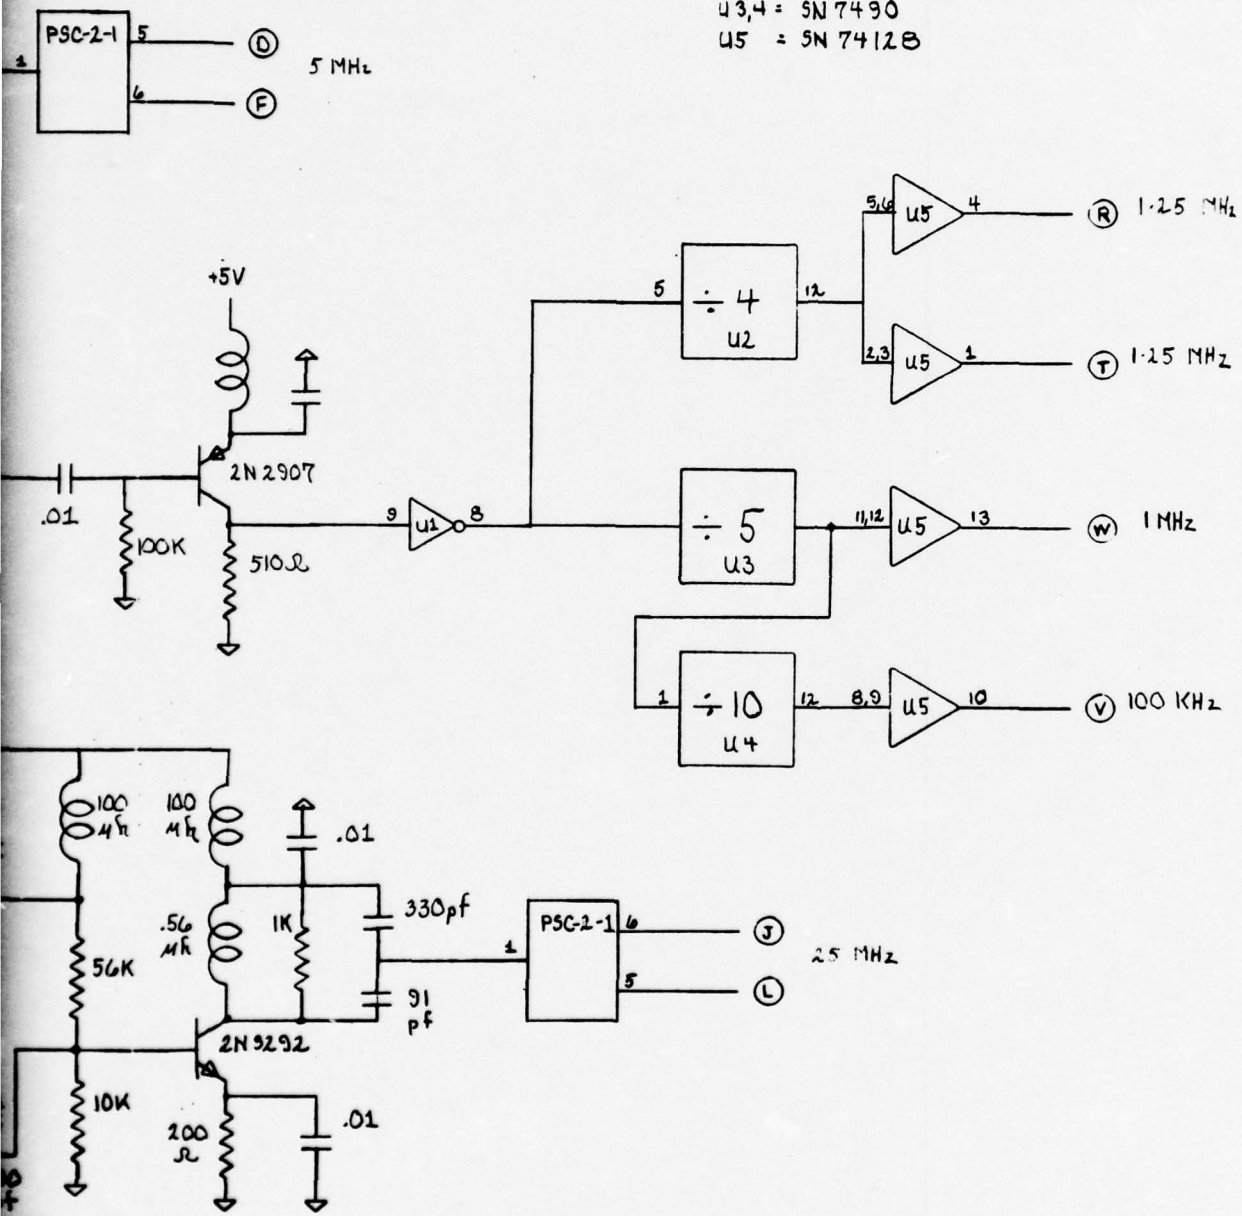 U3,4 = SN 7490
U5 = SN 74128
PSC-2-1
1
5
D
5 MHz
6
F
+5V
2N2907
.01
100K
510Ω
9
U1
8
5
÷ 4
U2
12
5,6
U5
4
R
1.25 MHz
2,3
U5
1
T
1.25 MHz
÷ 5
U3
11,12
U5
13
W
1 MHz
1
÷ 10
U4
12
8,9
U5
10
V
100 KHz
100
μh
100
μh
.01
.56
μh
1K
330pf
91
pf
56K
2N3292
10K
200
Ω
.01
1
PSC-2-1
6
J
25 MHz
5
L